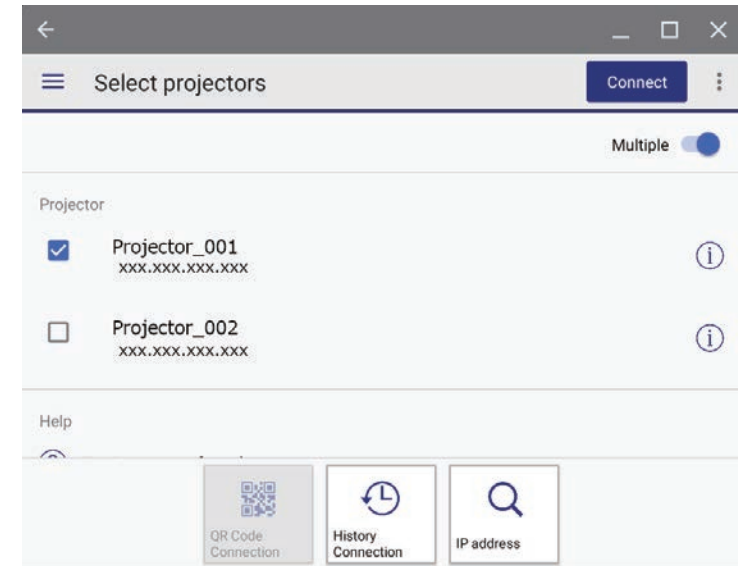 Select projectors
Connect
Multiple
Projector
Projector_001
xxx.xxx.xxx.xxx
Projector_002
xxx.xxx.xxx.xxx
Help
QR Code
Connection
History
Connection
IP address